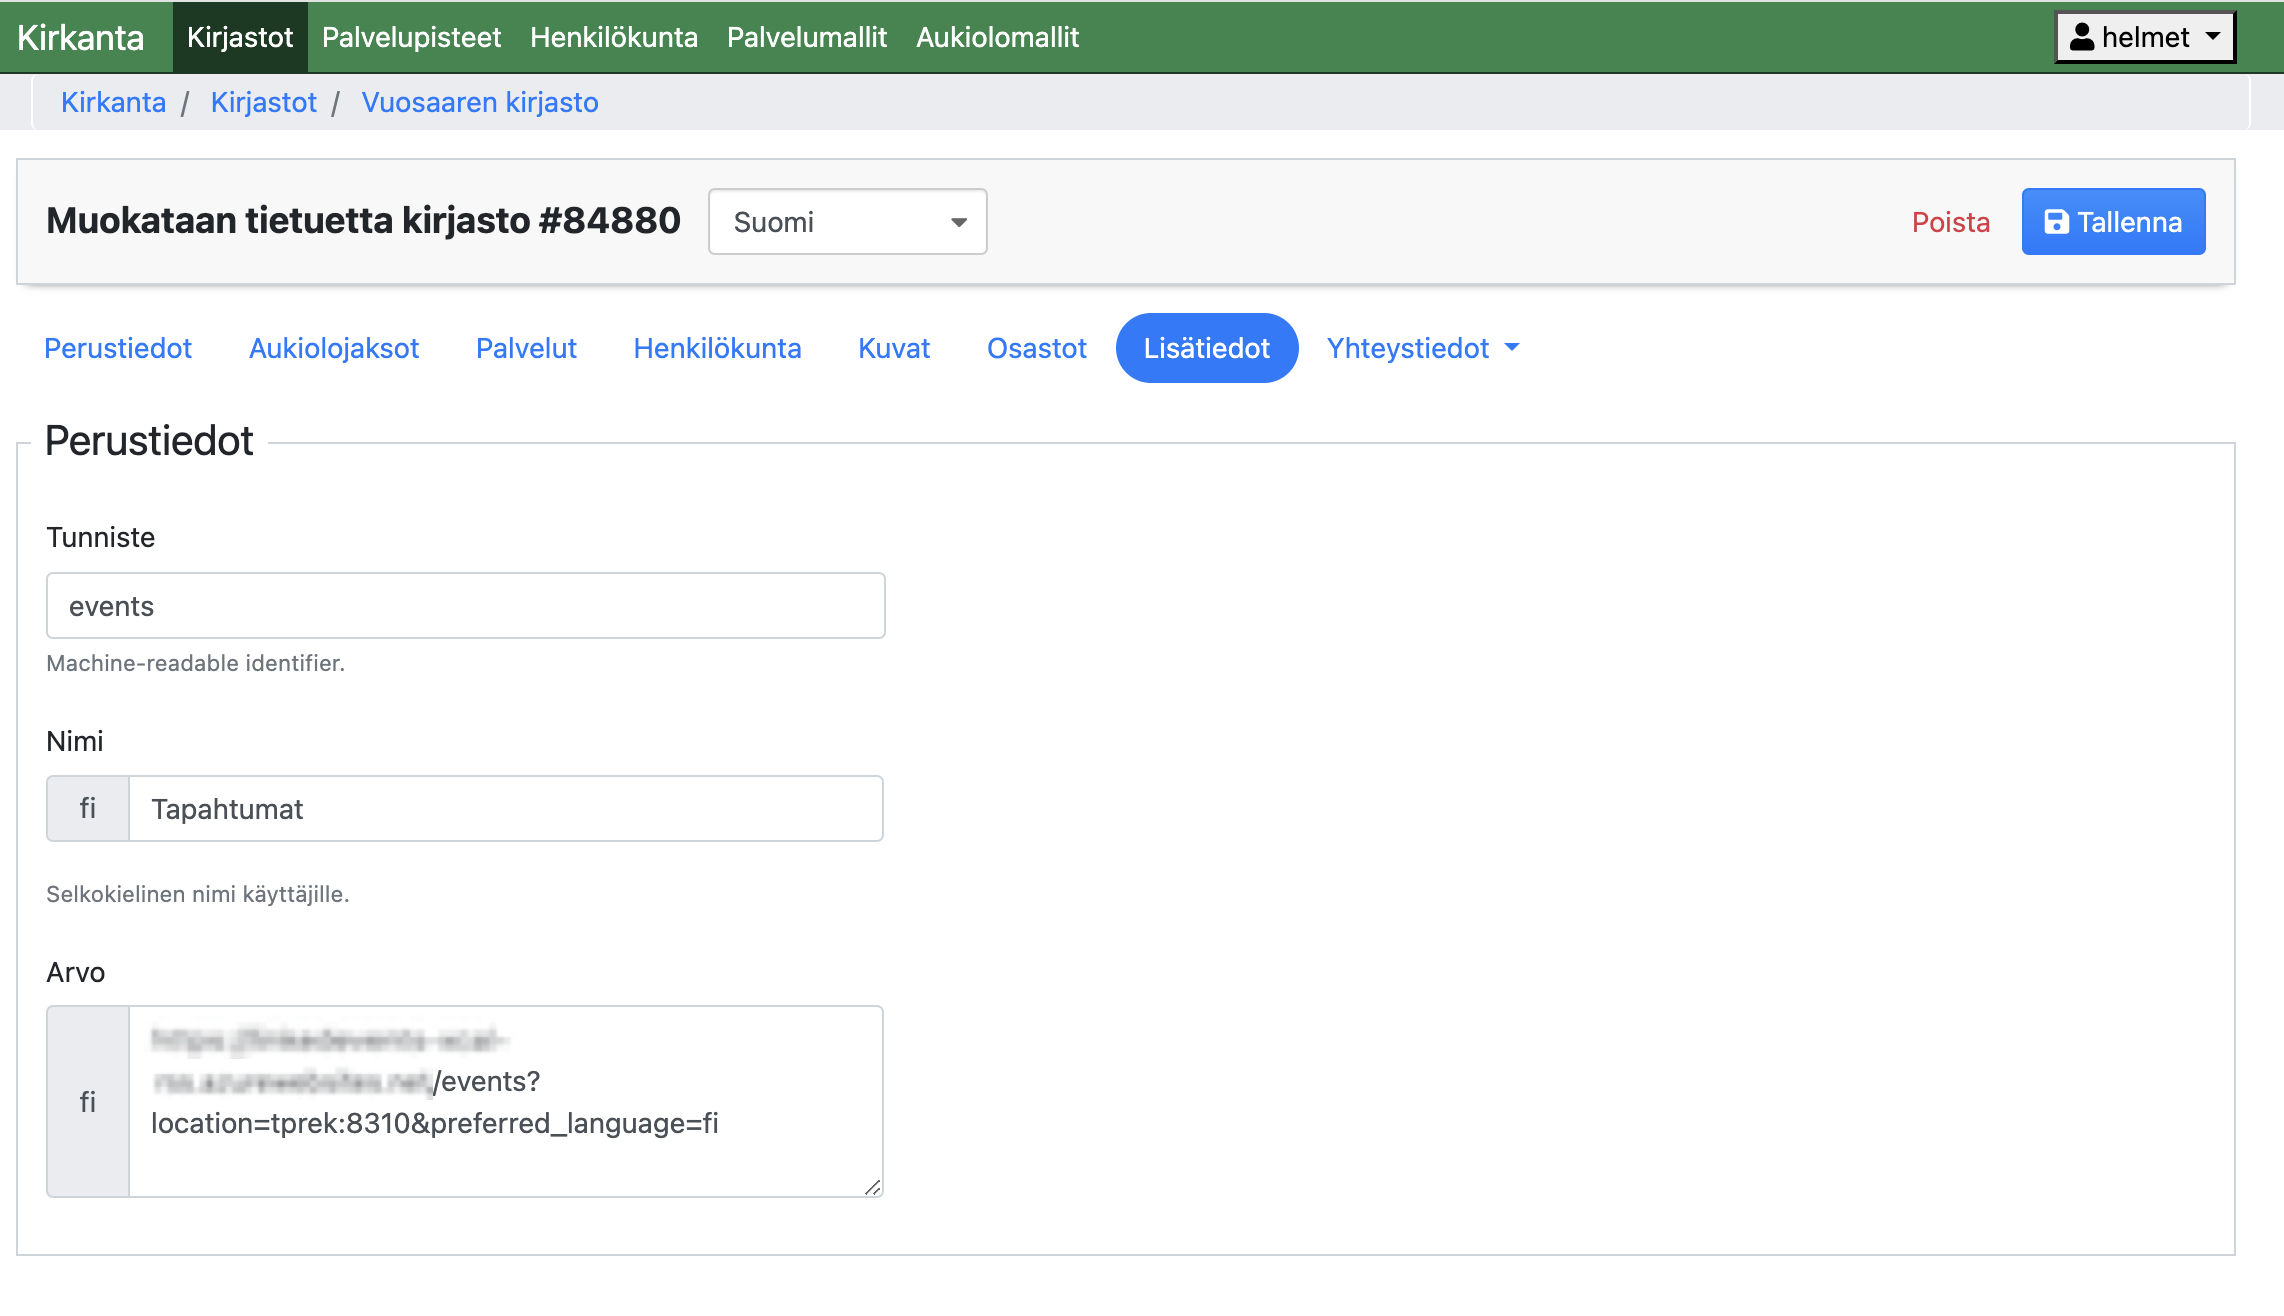 Kirkanta Kirjastot Palvelupisteet Henkilökunta Palvelumallit Aukiolomallit helmet
Kirkanta / Kirjastot / Vuosaaren kirjasto
Muokataan tietuetta kirjasto #84880 Suomi Poista Tallenna
Perustiedot Aukiolojaksot Palvelut Henkilökunta Kuvat Osastot Lisätiedot Yhteystiedot
Perustiedot
Tunniste
events
Machine-readable identifier.
Nimi
fi Tapahtumat
Selkokielinen nimi käyttäjille.
Arvo
/events?
fi
location=tprek:8310&preferred_language=fi